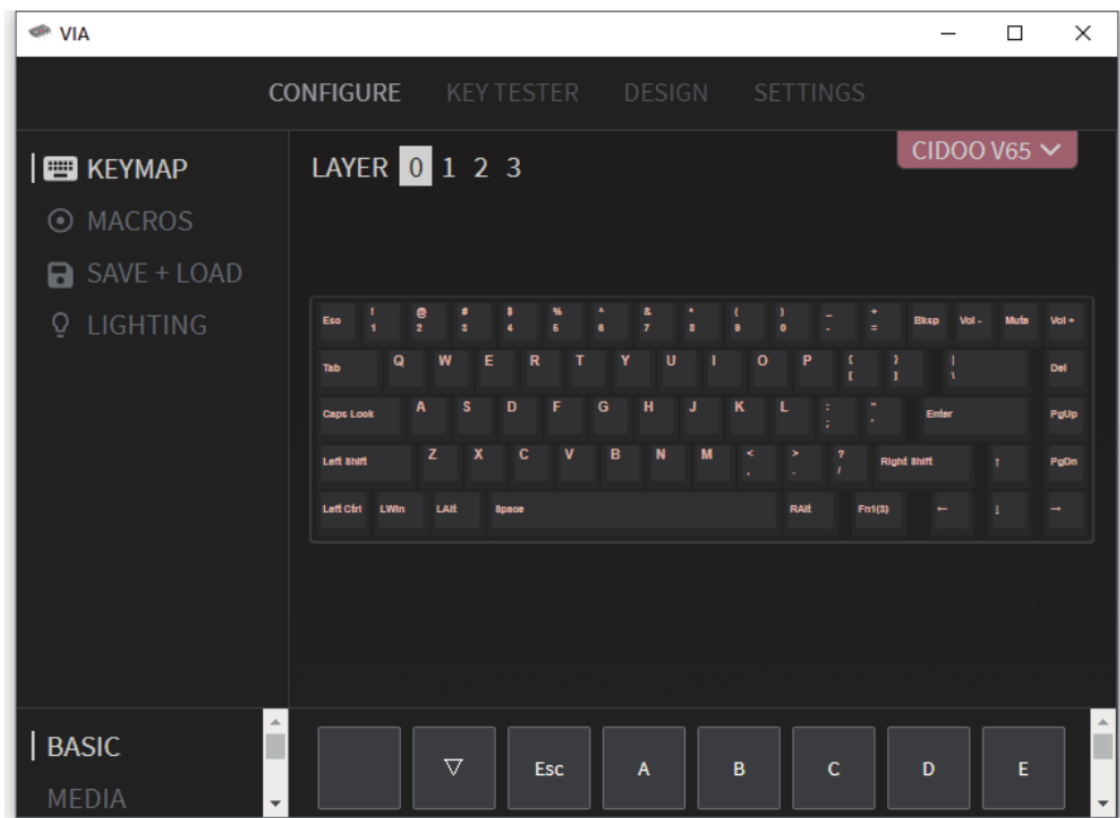 VIA
CONFIGURE KEY TESTER DESIGN SETTINGS
KEYMAP
MACROS
SAVE + LOAD
LIGHTING
LAYER 0 1 2 3
CIDOO V65
Esc ! 1 @ 2 # 3 $ 4 % 5 ^ 6 & 7 * 8 ( 9 ) 0 _ - + = Bksp Vol - Mute Vol +
Tab Q W E R T Y U I O P { [ } ] | \ Del
Caps Lock A S D F G H J K L : ; " ' Enter PgUp
Left Shift Z X C V B N M < , > . ? / Right Shift ↑ PgDn
Left Ctrl LWin LAlt Space RAlt Fn1(3) ← ↓ →
BASIC
MEDIA
▽ Esc A B C D E